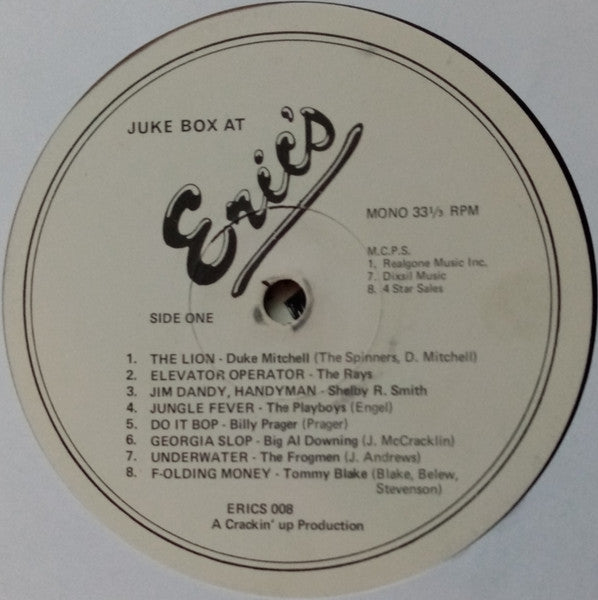 JUKE BOX AT
Eric's
MONO 33⅓ RPM
M.C.P.S.
1. Realgone Music Inc.
7. Dixsil Music
8. 4 Star Sales
SIDE ONE
1. THE LION - Duke Mitchell (The Spinners, D. Mitchell)
2. ELEVATOR OPERATOR - The Rays
3. JIM DANDY, HANDYMAN - Shelby R. Smith
4. JUNGLE FEVER - The Playboys (Engel)
5. DO IT BOP - Billy Prager (Prager)
6. GEORGIA SLOP - Big Al Downing (J. McCracklin)
7. UNDERWATER - The Frogmen (J. Andrews)
8. F-OLDING MONEY - Tommy Blake (Blake, Belew,
Stevenson)
ERICS 008
A Crackin' up Production